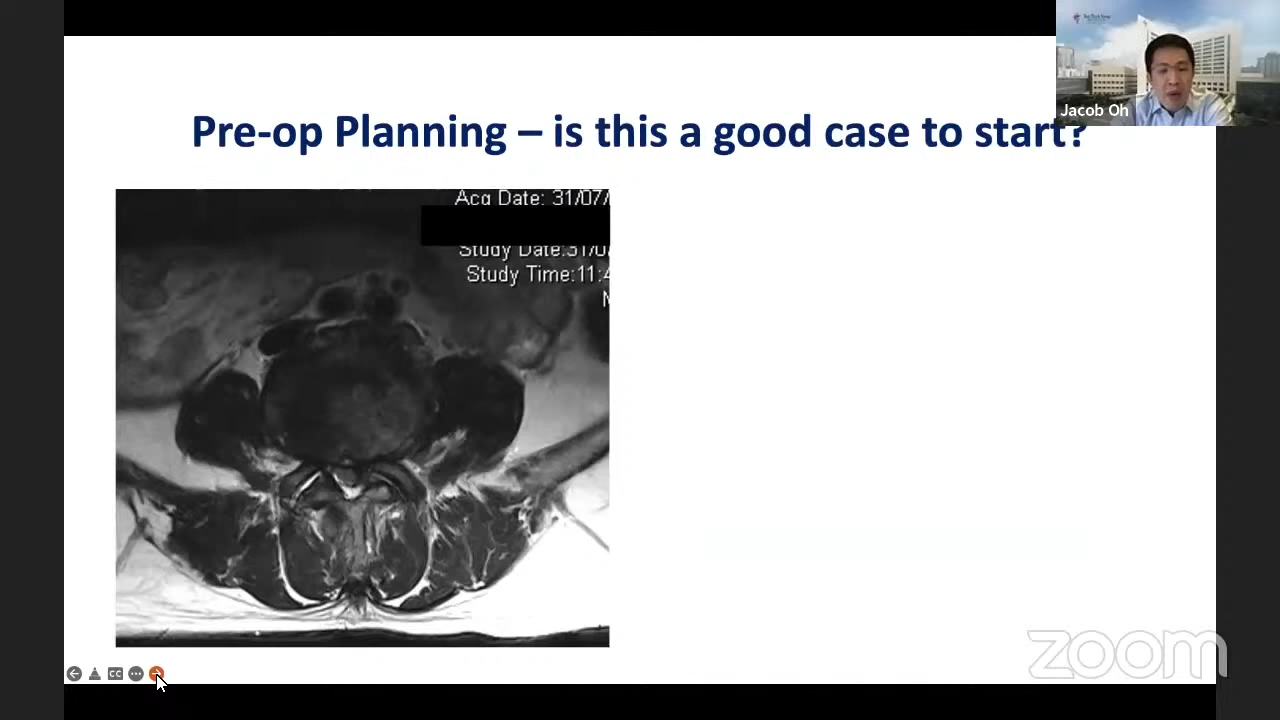 Jacob Oh
Pre-op Planning – is this a good case to start?
Acq Date: 31/07/
Study Date:31/0
Study Time:11:4
CC
zoom